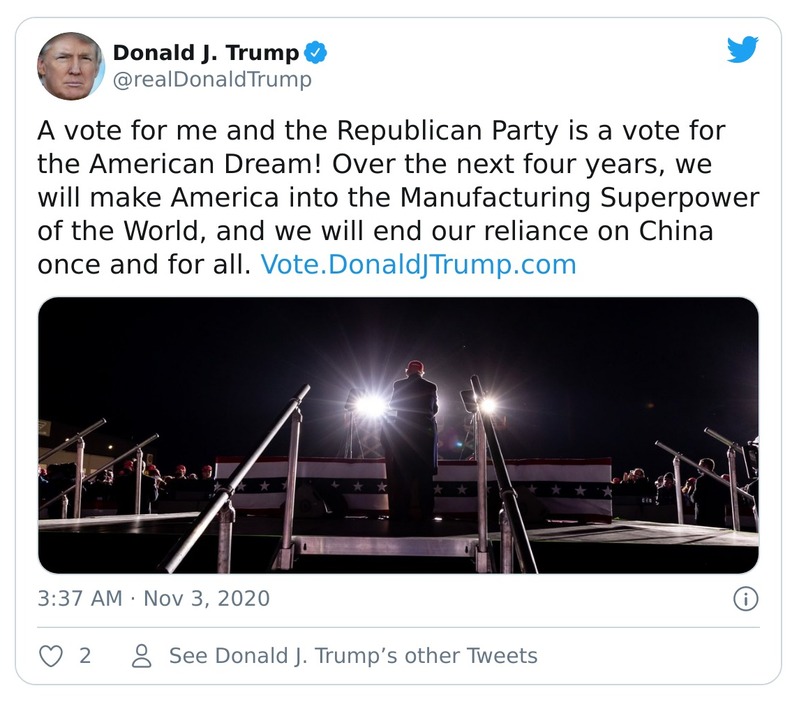 Donald J. Trump
@realDonaldTrump
A vote for me and the Republican Party is a vote for
the American Dream! Over the next four years, we
will make America into the Manufacturing Superpower
of the World, and we will end our reliance on China
once and for all. Vote.DonaldJTrump.com
3:37 AM · Nov 3, 2020
2
See Donald J. Trump’s other Tweets